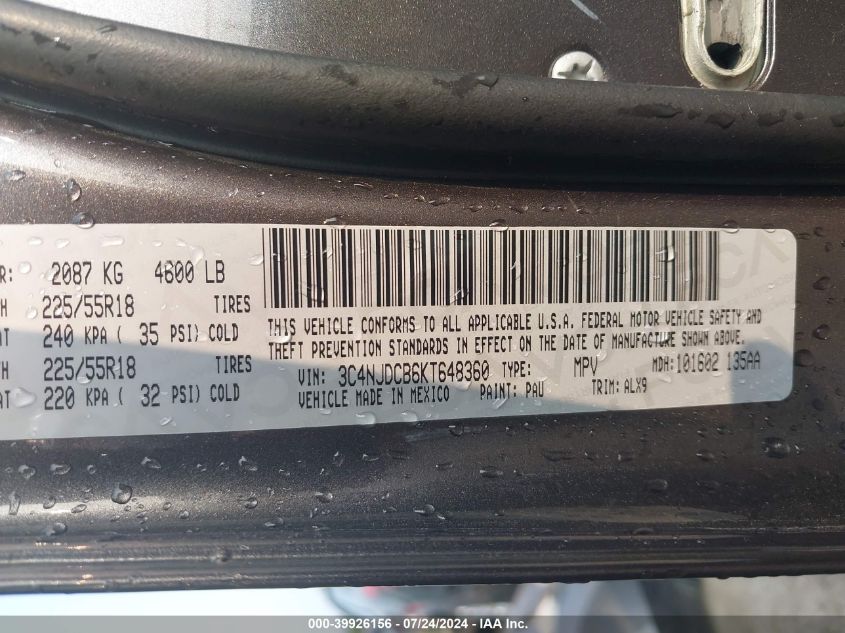 R: 2087 KG 4600 LB
H 225/55R18 TIRES
AT 240 KPA ( 35 PSI) COLD
H 225/55R18 TIRES
AT 220 KPA ( 32 PSI) COLD
THIS VEHICLE CONFORMS TO ALL APPLICABLE U.S.A. FEDERAL MOTOR VEHICLE SAFETY AND
THEFT PREVENTION STANDARDS IN EFFECT ON THE DATE OF MANUFACTURE SHOWN ABOVE.
VIN: 3C4NJDCB6KT648360 TYPE: MPV MDH: 101602 135AA
VEHICLE MADE IN MEXICO PAINT: PAU TRIM: ALX9
000-39926156 - 07/24/2024 - IAA Inc.